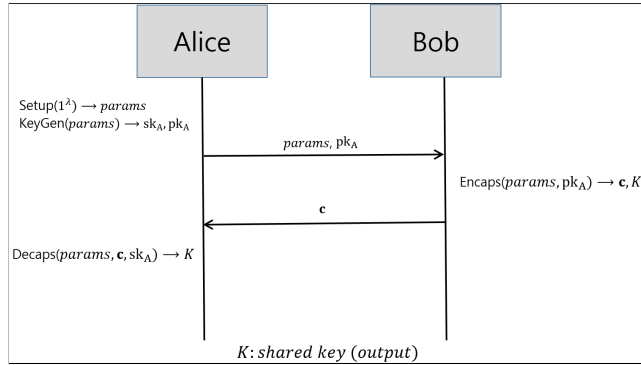 Alice
Bob
Setup(1^λ) → params
KeyGen(params) → sk_A, pk_A
params, pk_A
Encaps(params, pk_A) → c, K
c
Decaps(params, c, sk_A) → K
K: shared key (output)